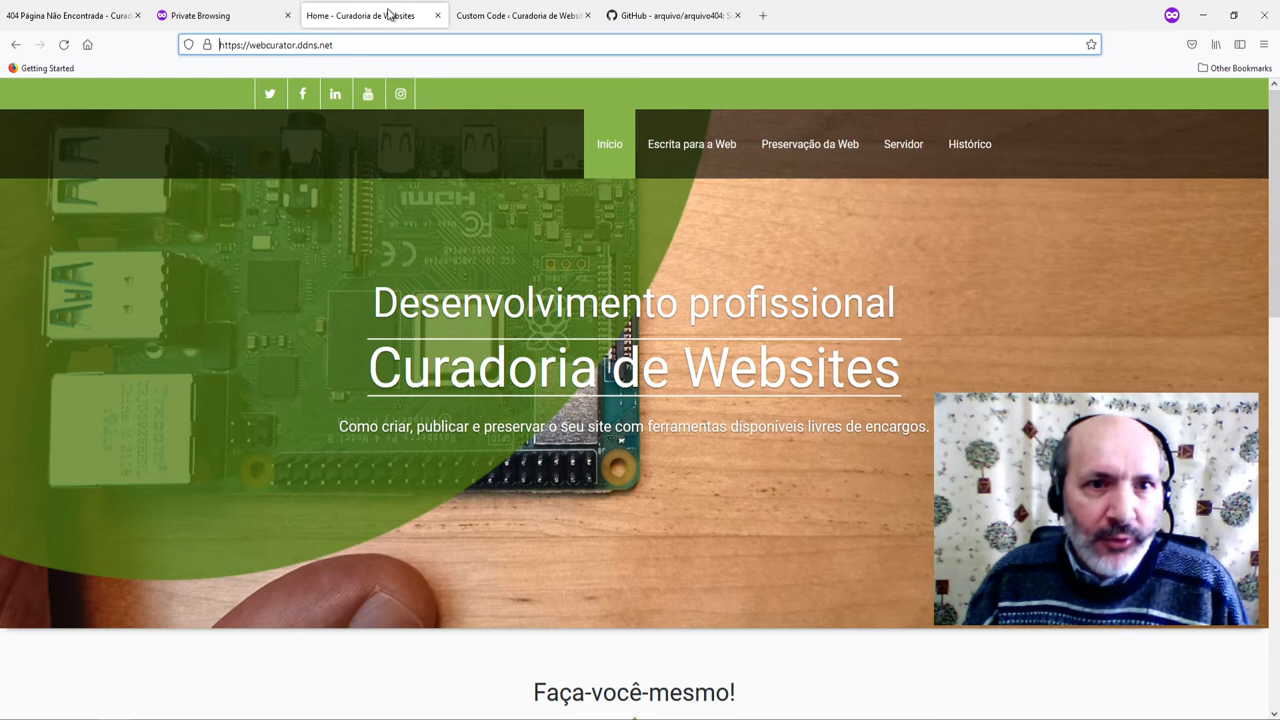 404 Página Não Encontrada - Curad
Private Browsing
Home - Curadoria de Websites
Custom Code ‹ Curadoria de Websit
GitHub - arquivo/arquivo404: S
https://webcurator.ddns.net
Getting Started
Other Bookmarks
Início
Escrita para a Web
Preservação da Web
Servidor
Histórico
HDMI
Desenvolvimento profissional
Curadoria de Websites
Como criar, publicar e preservar o seu site com ferramentas disponíveis livres de encargos.
Faça-você-mesmo!